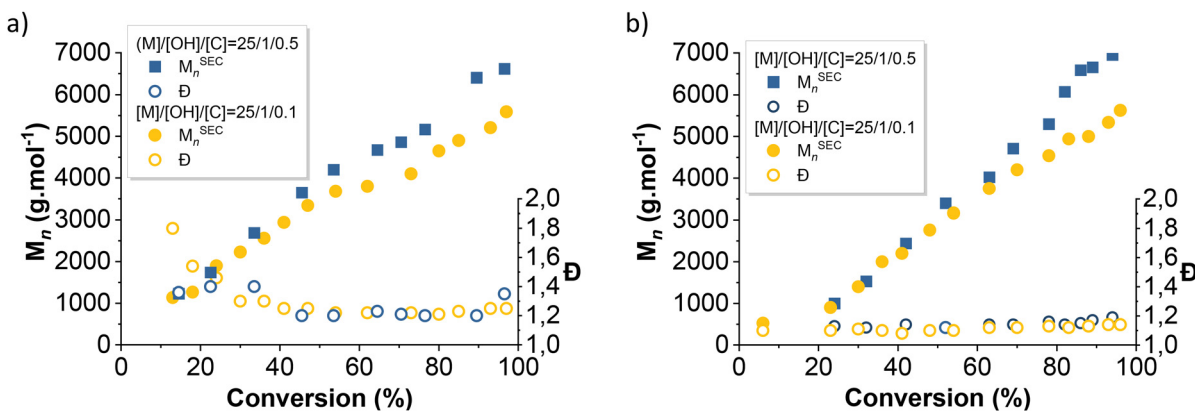 a)
(M]/[OH]/[C]=25/1/0.5
Mn SEC
Đ
[M]/[OH]/[C]=25/1/0.1
Mn SEC
Đ
7000
6000
5000
4000
3000
2000
1000
0
Mn (g.mol-1)
2,0
1,8
1,6
1,4
1,2
1,0
Đ
0 20 40 60 80 100
Conversion (%)
b)
[M]/[OH]/[C]=25/1/0.5
Mn SEC
Đ
[M]/[OH]/[C]=25/1/0.1
Mn SEC
Đ
7000
6000
5000
4000
3000
2000
1000
0
Mn (g.mol-1)
2,0
1,8
1,6
1,4
1,2
1,0
Đ
0 20 40 60 80 100
Conversion (%)